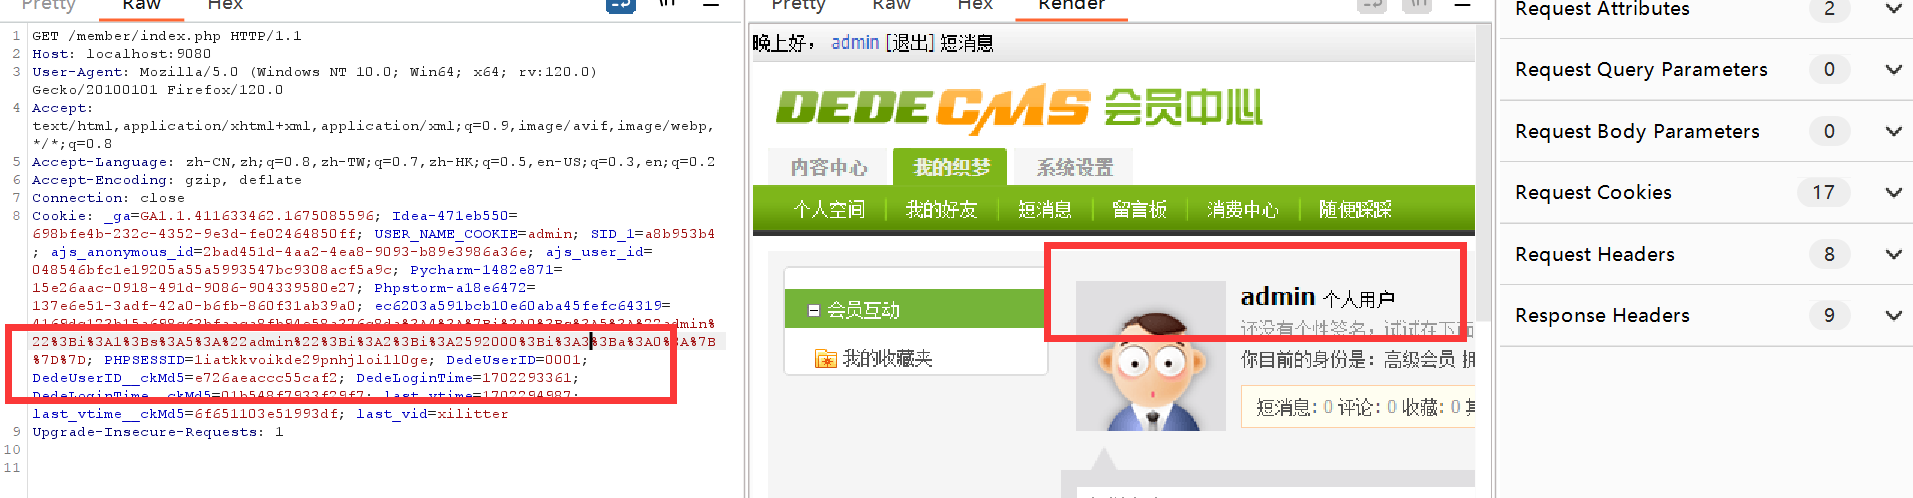 Pretty Raw Hex
1 GET /member/index.php HTTP/1.1
2 Host: localhost:9080
3 User-Agent: Mozilla/5.0 (Windows NT 10.0; Win64; x64; rv:120.0)
Gecko/20100101 Firefox/120.0
4 Accept:
text/html,application/xhtml+xml,application/xml;q=0.9,image/avif,image/webp,
*/*;q=0.8
5 Accept-Language: zh-CN,zh;q=0.8,zh-TW;q=0.7,zh-HK;q=0.5,en-US;q=0.3,en;q=0.2
6 Accept-Encoding: gzip, deflate
7 Connection: close
8 Cookie: _ga=GA1.1.411633462.1675085596; Idea-471eb550=
698bfe4b-232c-4352-9e3d-fe02464850ff; USER_NAME_COOKIE=admin; SID_1=a8b953b4
; ajs_anonymous_id=2bad451d-4aa2-4ea8-9093-b89e3986a36e; ajs_user_id=
048546bfc1e19205a55a5993547bc9308acf5a9c; Pycharm-1482e871=
15e26aac-0918-491d-9086-904339580e27; Phpstorm-a18e6472=
137e6e51-3adf-42a0-b6fb-860f31ab39a0; ec6203a591bcb10e60aba45fefc64319=
22%3Bi%3A1%3Bs%3A5%3A%22admin%22%3Bi%3A2%3Bi%3A2592000%3Bi%3A3%3Ba%3A0%3A%7B
%7D%7D; PHPSESSID=1iatkkvoikde29pnhjloi110ge; DedeUserID=0001;
DedeUserID__ckMd5=e726aeaccc55caf2; DedeLoginTime=1702293361;
DedeLoginTime__ckMd5=01b548f7933f29f7; last_vtime=1702294987;
last_vtime__ckMd5=6f651103e51993df; last_vid=xilitter
9 Upgrade-Insecure-Requests: 1
10
11
Pretty Raw Hex Render
晚上好， admin [退出] 短消息
DEDECMS 会员中心
内容中心 我的织梦 系统设置
个人空间 我的好友 短消息 留言板 消费中心 随便踩踩
会员互动
我的收藏夹
admin 个人用户
还没有个性签名，试试在下面
你目前的身份是：高级会员 拥
短消息: 0 评论: 0 收藏: 0
Request Attributes 2
Request Query Parameters 0
Request Body Parameters 0
Request Cookies 17
Request Headers 8
Response Headers 9